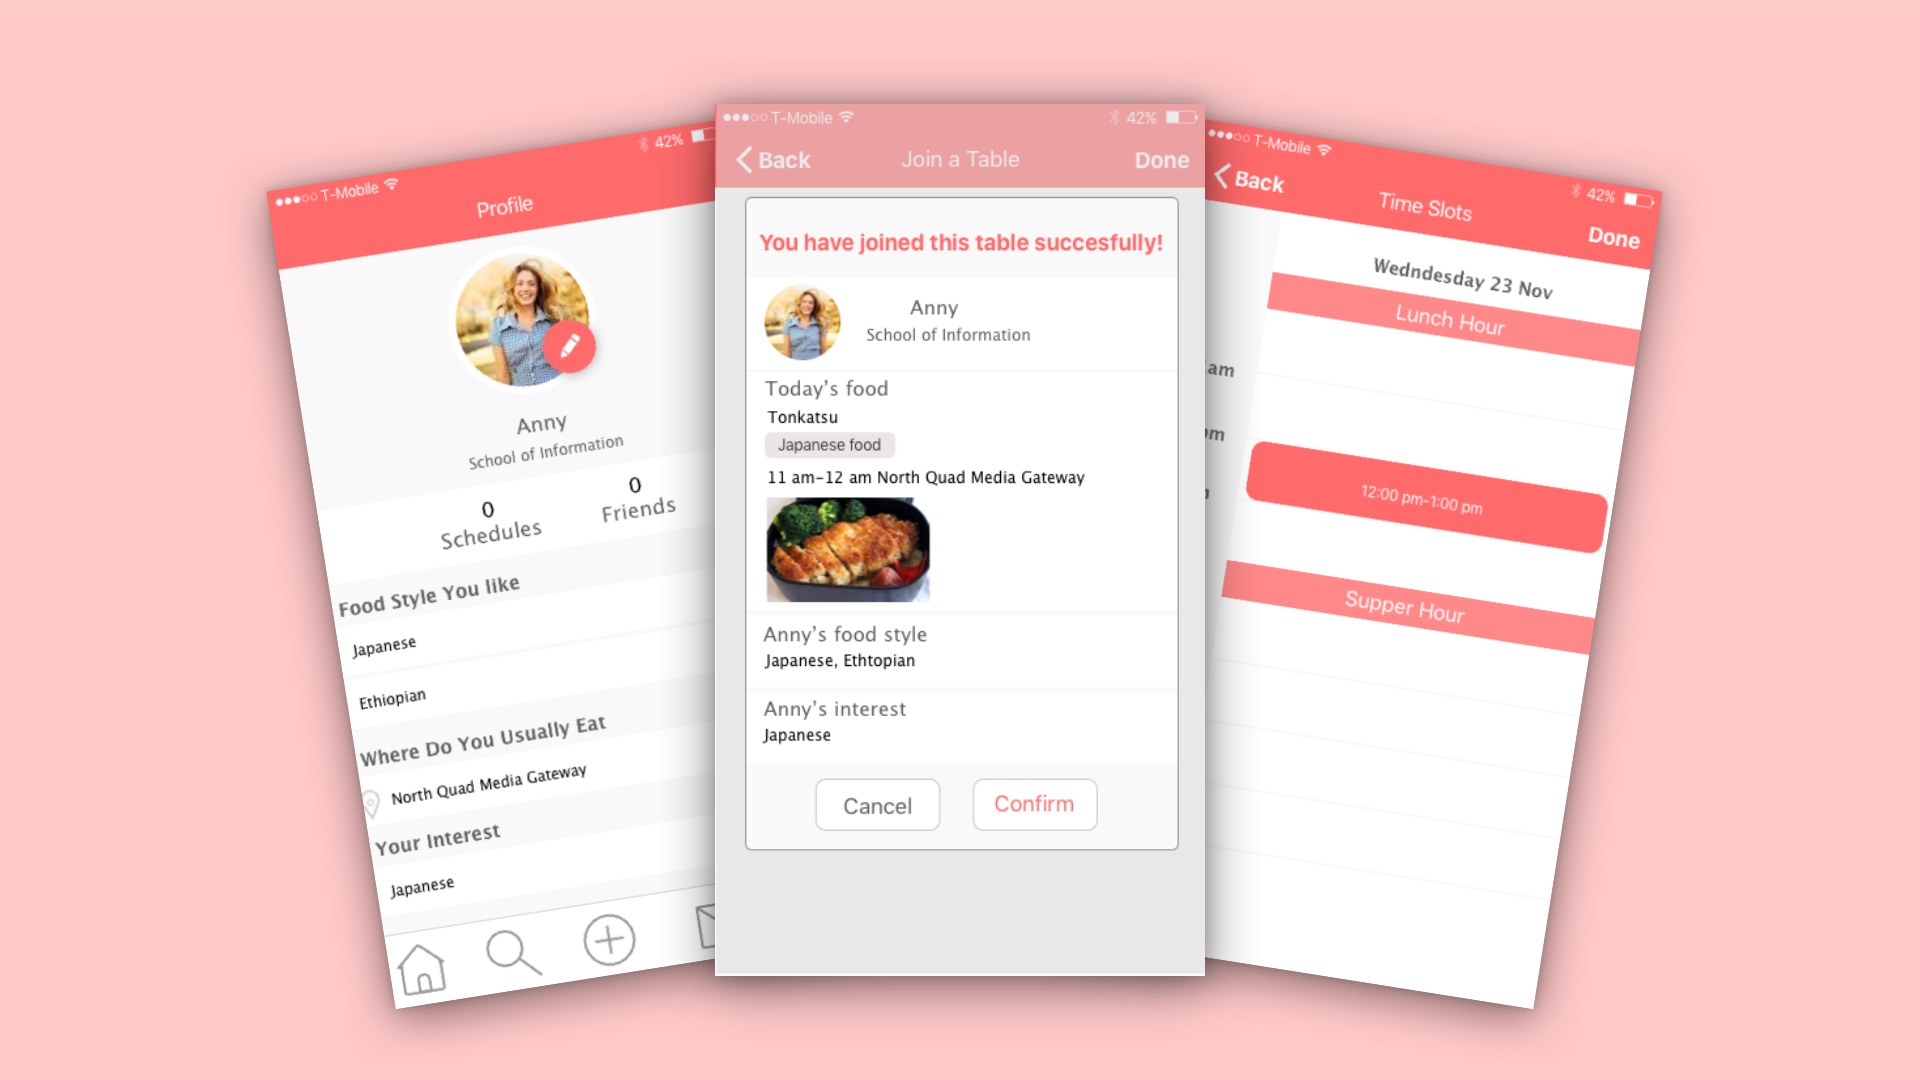 T-Mobile
42%
Profile
Anny
School of Information
0
Schedules
0
Friends
Food Style You like
Japanese
Ethiopian
Where Do You Usually Eat
North Quad Media Gateway
Your Interest
Japanese
T-Mobile
42%
Back
Join a Table
Done
You have joined this table succesfully!
Anny
School of Information
Today's food
Tonkatsu
Japanese food
11 am–12 am North Quad Media Gateway
Anny's food style
Japanese, Ethtopian
Anny's interest
Japanese
Cancel
Confirm
T-Mobile
42%
Back
Time Slots
Done
Wedndesday 23 Nov
Lunch Hour
am
12:00 pm-1:00 pm
Supper Hour